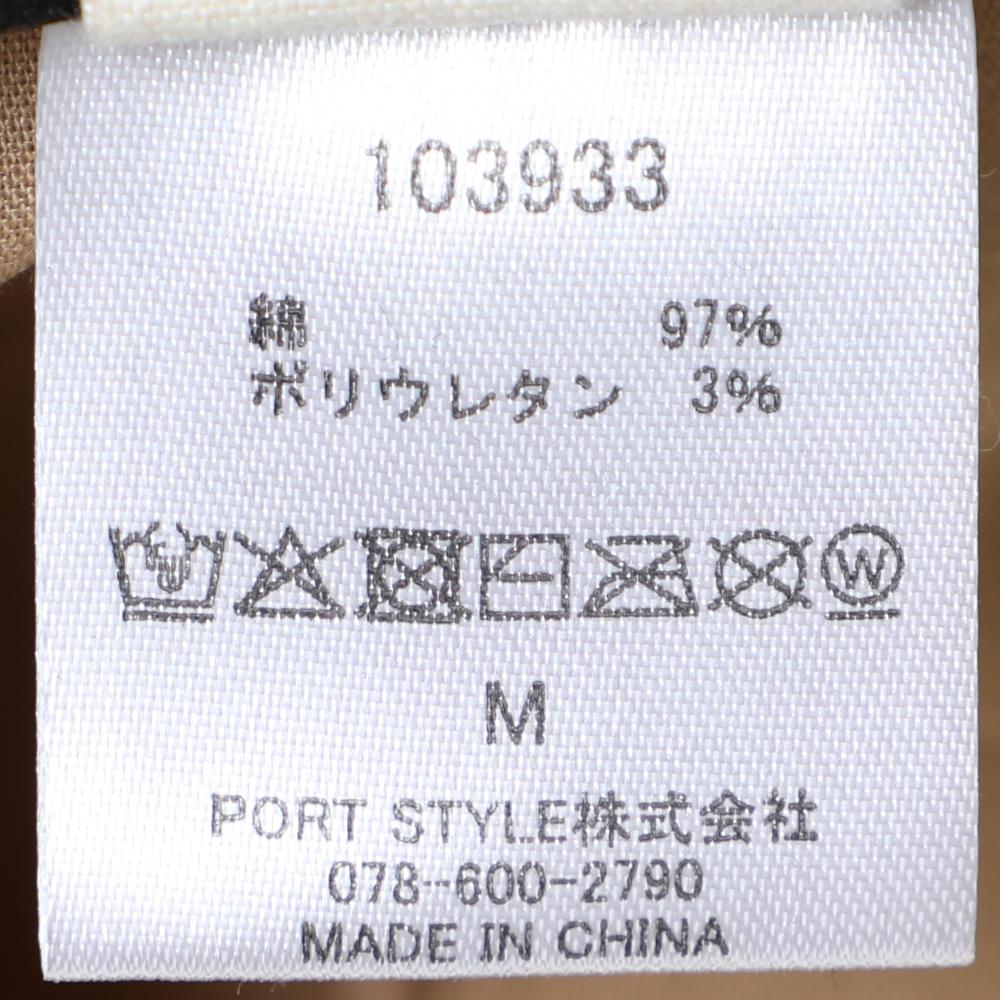 103933
綿 97%
ポリウレタン 3%
W
M
PORT STYLE株式会社
078-600-2790
MADE IN CHINA